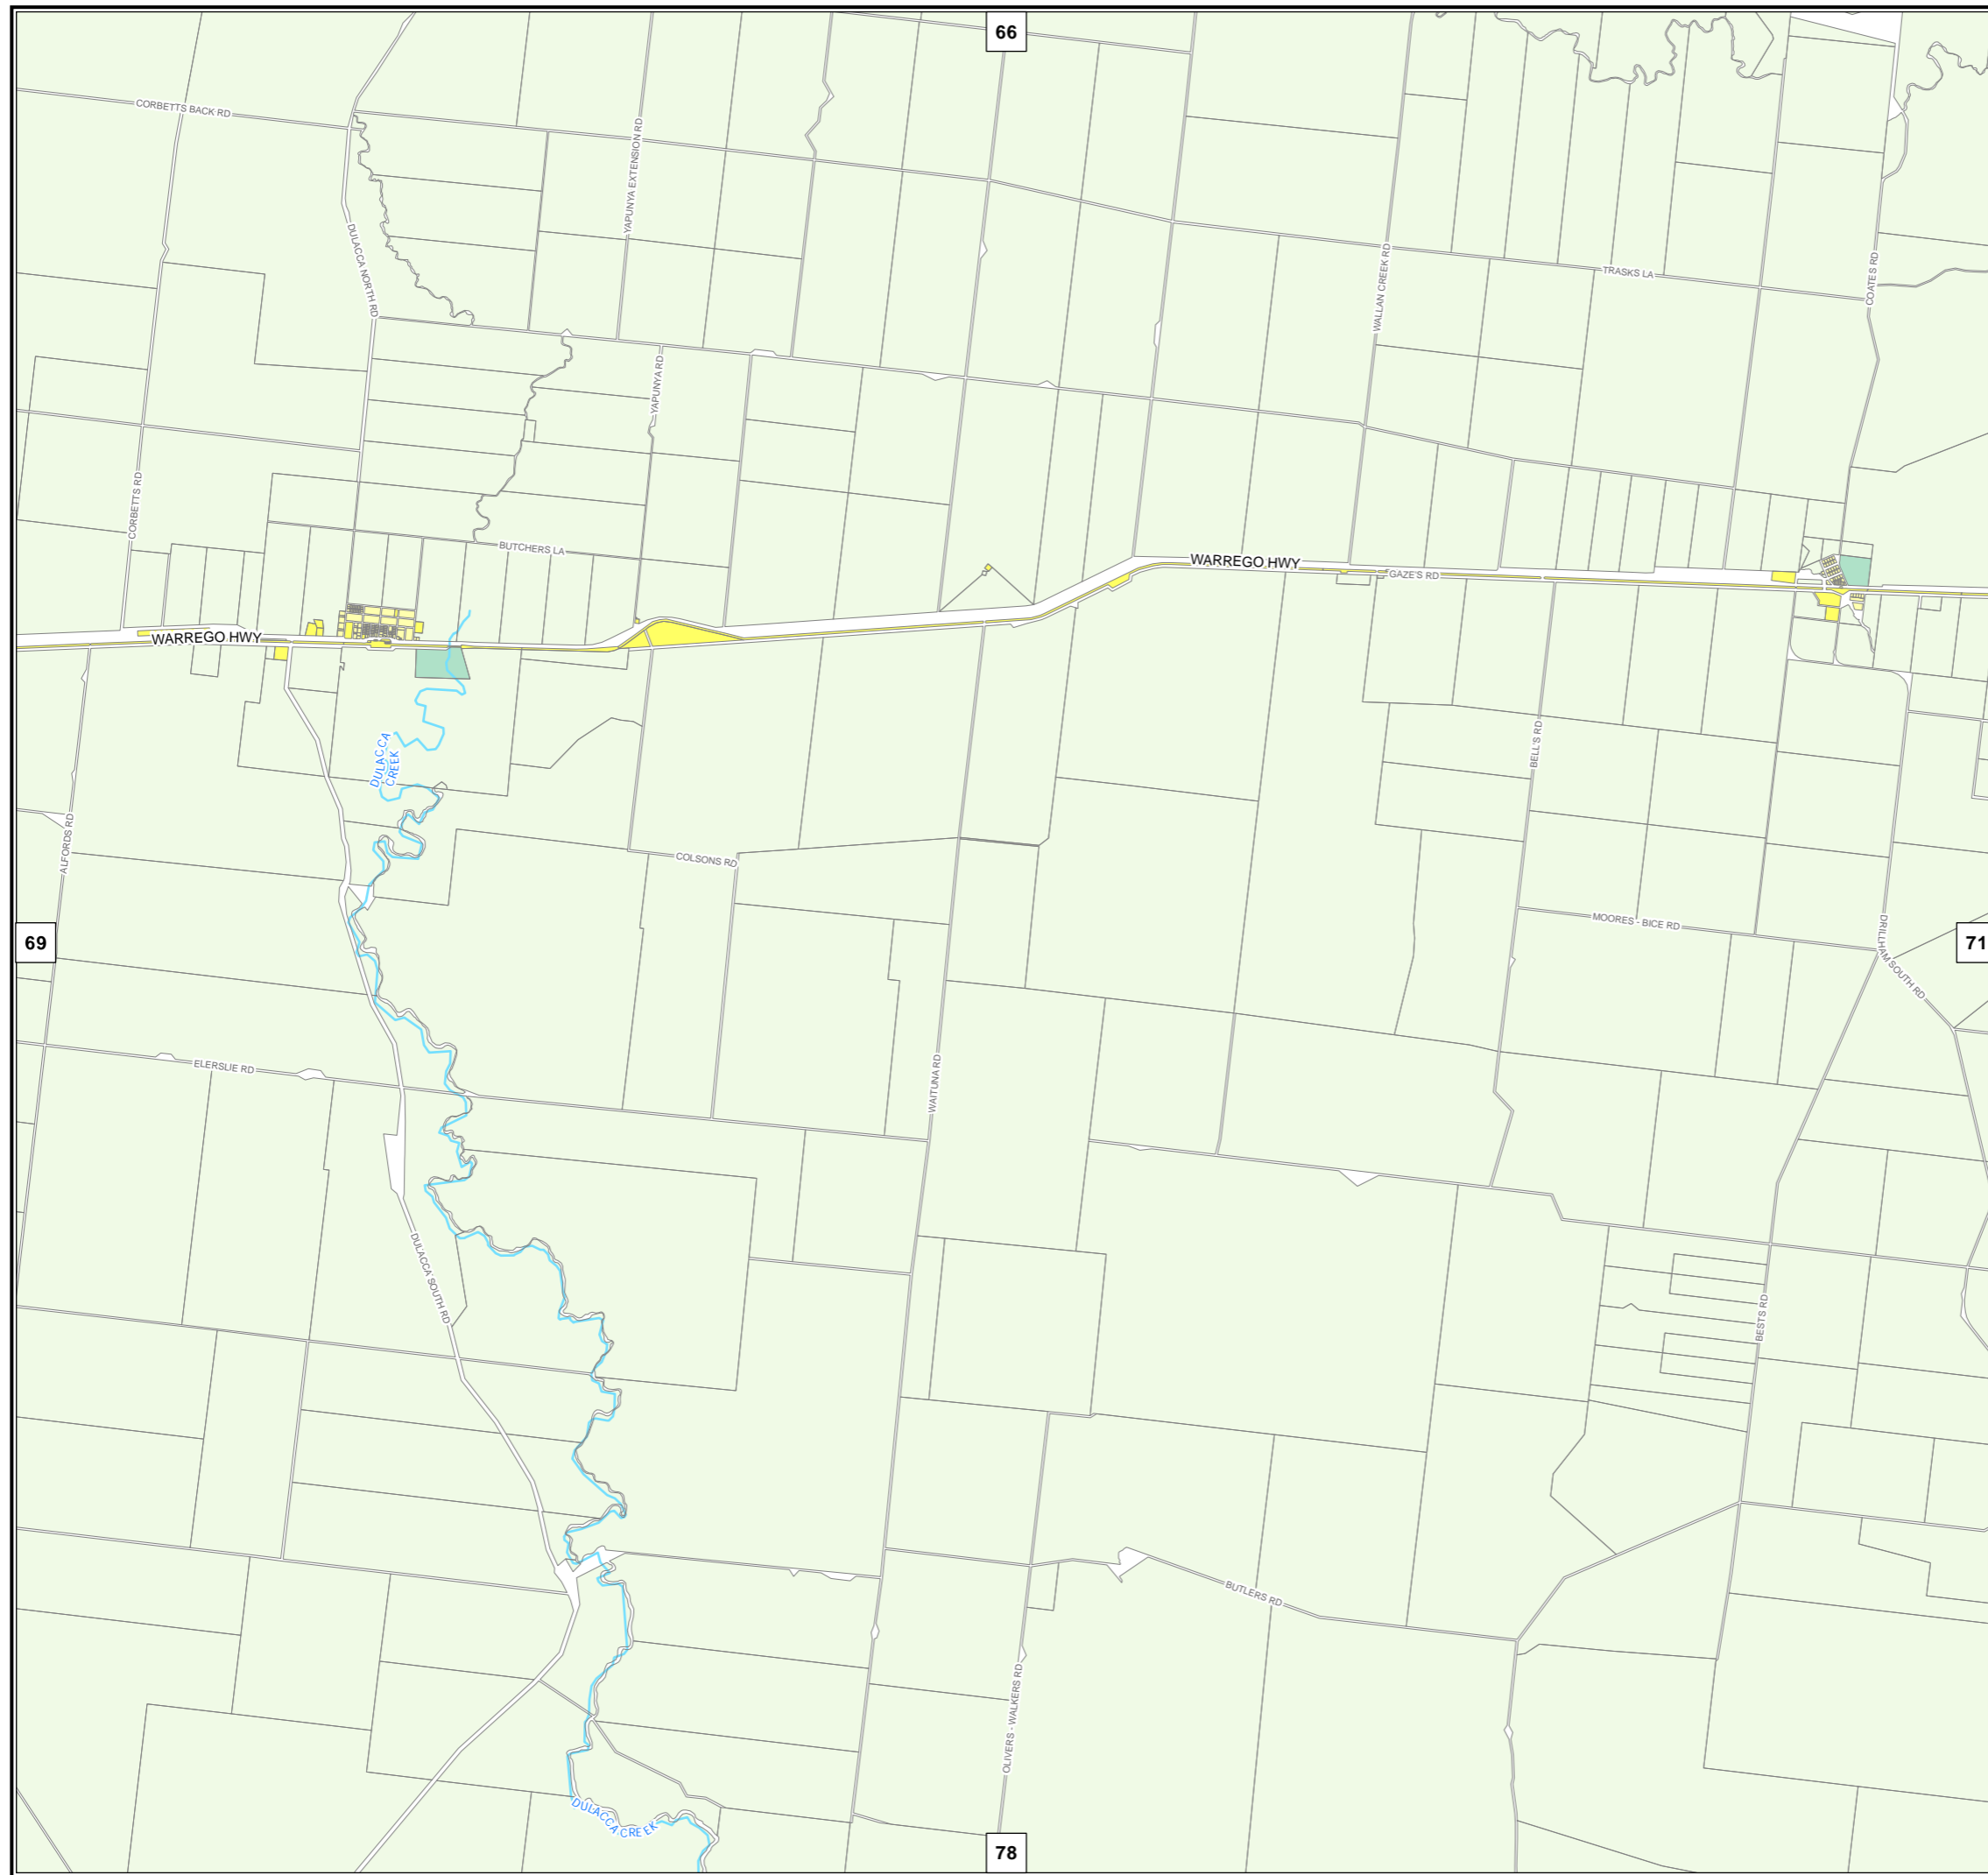 66
CORBETTS BACK RD
YAPUNYA EXTENSION RD
DULACCA NORTH RD
WALLAN CREEK RD
TRASKS LA
COATES RD
YAPUNYA RD
CORBETTS RD
BUTCHERS LA
WARREGO HWY
GAZE'S RD
WARREGO HWY
DULACCA
CREEK
BELL'S RD
ALFORDS RD
COLSONS RD
MOORES - BICE RD
69
71
DRILLHAM SOUTH RD
ELERSLIE RD
WAITUNA RD
DULACCA SOUTH RD
BESTS RD
BUTLERS RD
OLIVERS - WALKERS RD
DULACCA CREEK
78